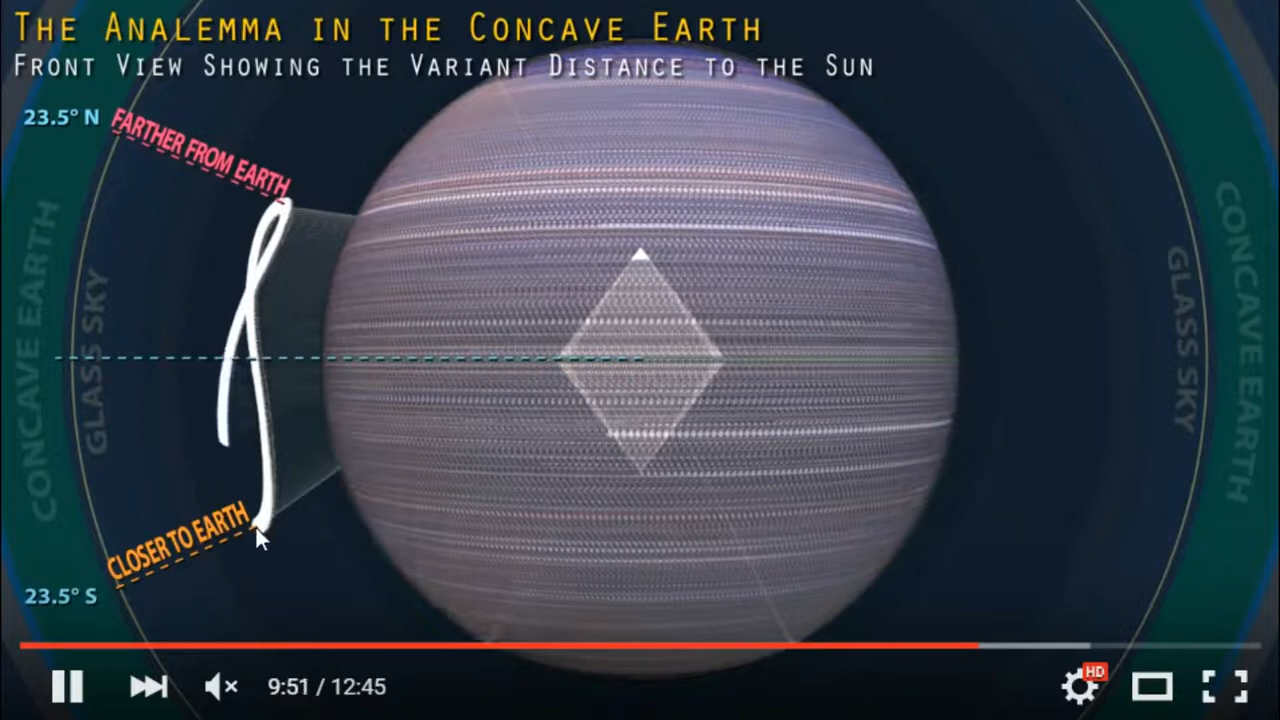 THE ANALEMMA IN THE CONCAVE EARTH
FRONT VIEW SHOWING THE VARIANT DISTANCE TO THE SUN
23.5° N
FARTHER FROM EARTH
CONCAVE EARTH
GLASS SKY
GLASS SKY
CONCAVE EARTH
CLOSER TO EARTH
23.5° S
9:51 / 12:45
HD